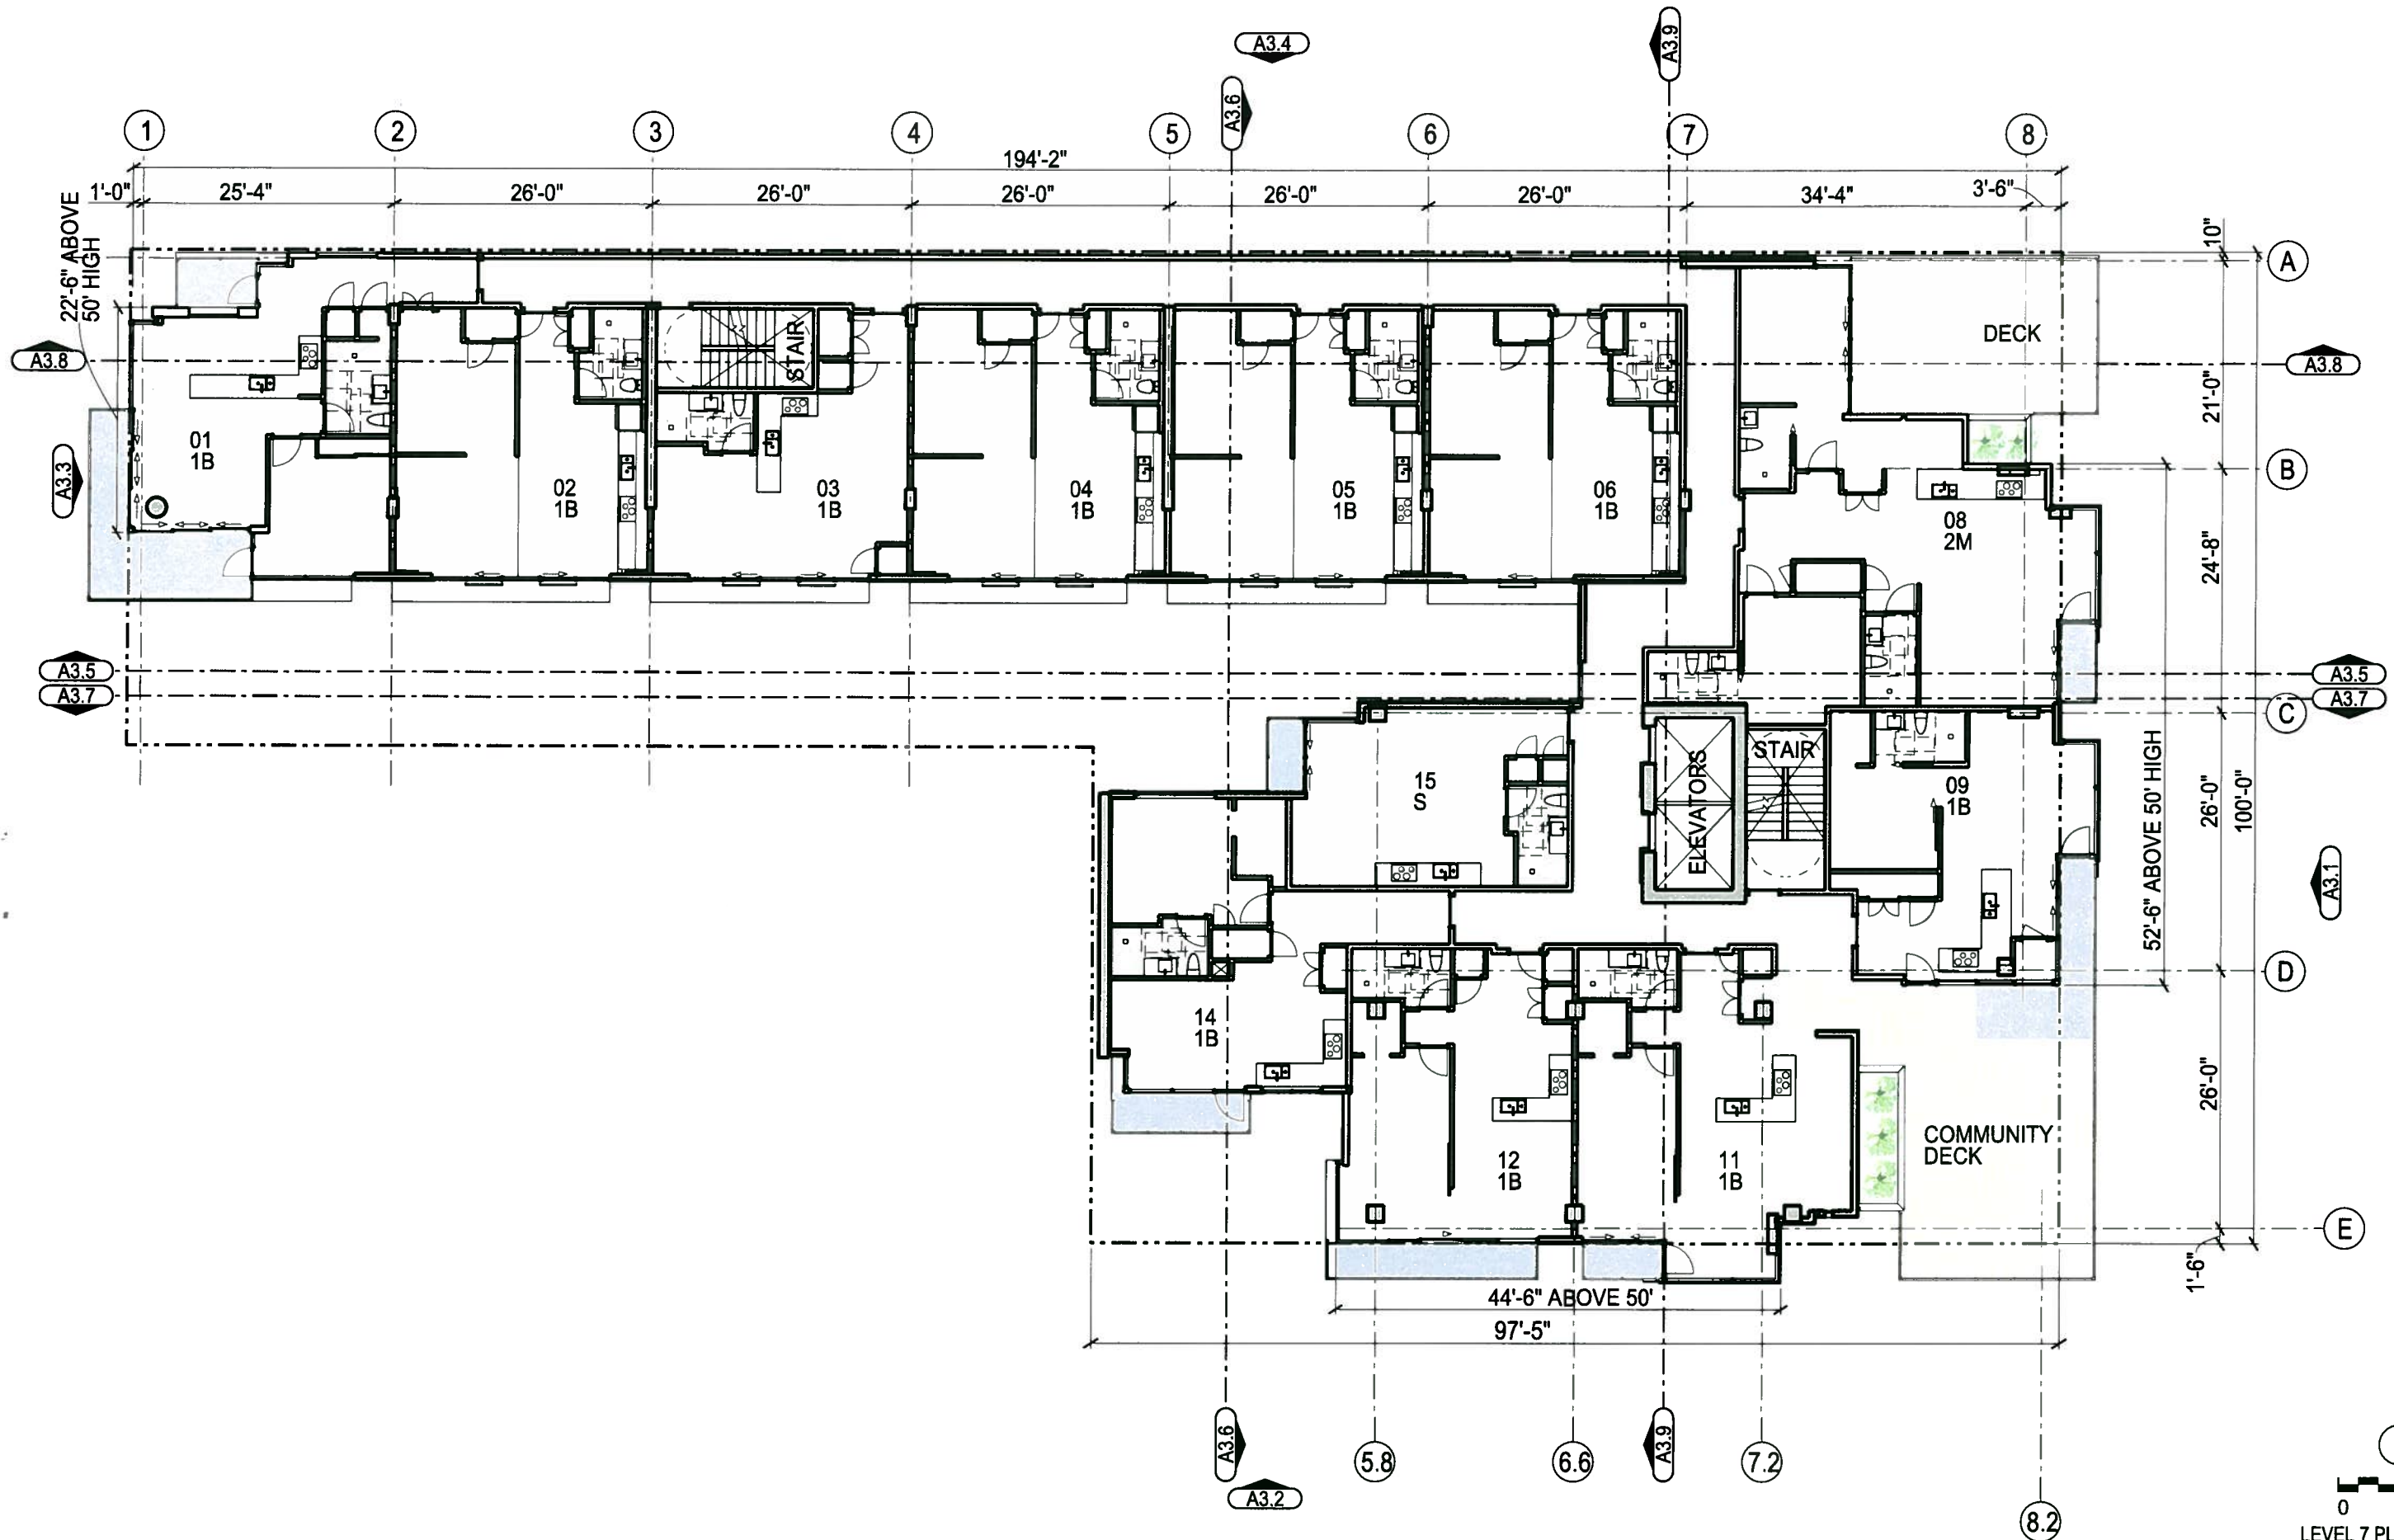 A3.4
A3.9
A3.6
1
2
3
4
5
6
7
8
194'-2"
1'-0"
25'-4"
26'-0"
26'-0"
26'-0"
26'-0"
26'-0"
34'-4"
3'-6"
22'-6" ABOVE
50' HIGH
10"
A
DECK
STAIR
A3.8
A3.8
21'-0"
01
1B
A3.3
B
02
1B
03
1B
04
1B
05
1B
06
1B
08
2M
24'-8"
A3.5
A3.7
A3.5
A3.7
C
STAIR
ELEVATORS
15
S
09
1B
52'-6" ABOVE 50' HIGH
26'-0"
100'-0"
A3.1
D
14
1B
26'-0"
COMMUNITY
DECK
12
1B
11
1B
E
1'-6"
44'-6" ABOVE 50'
97'-5"
A3.6
5.8
6.6
A3.9
7.2
A3.2
8.2
0